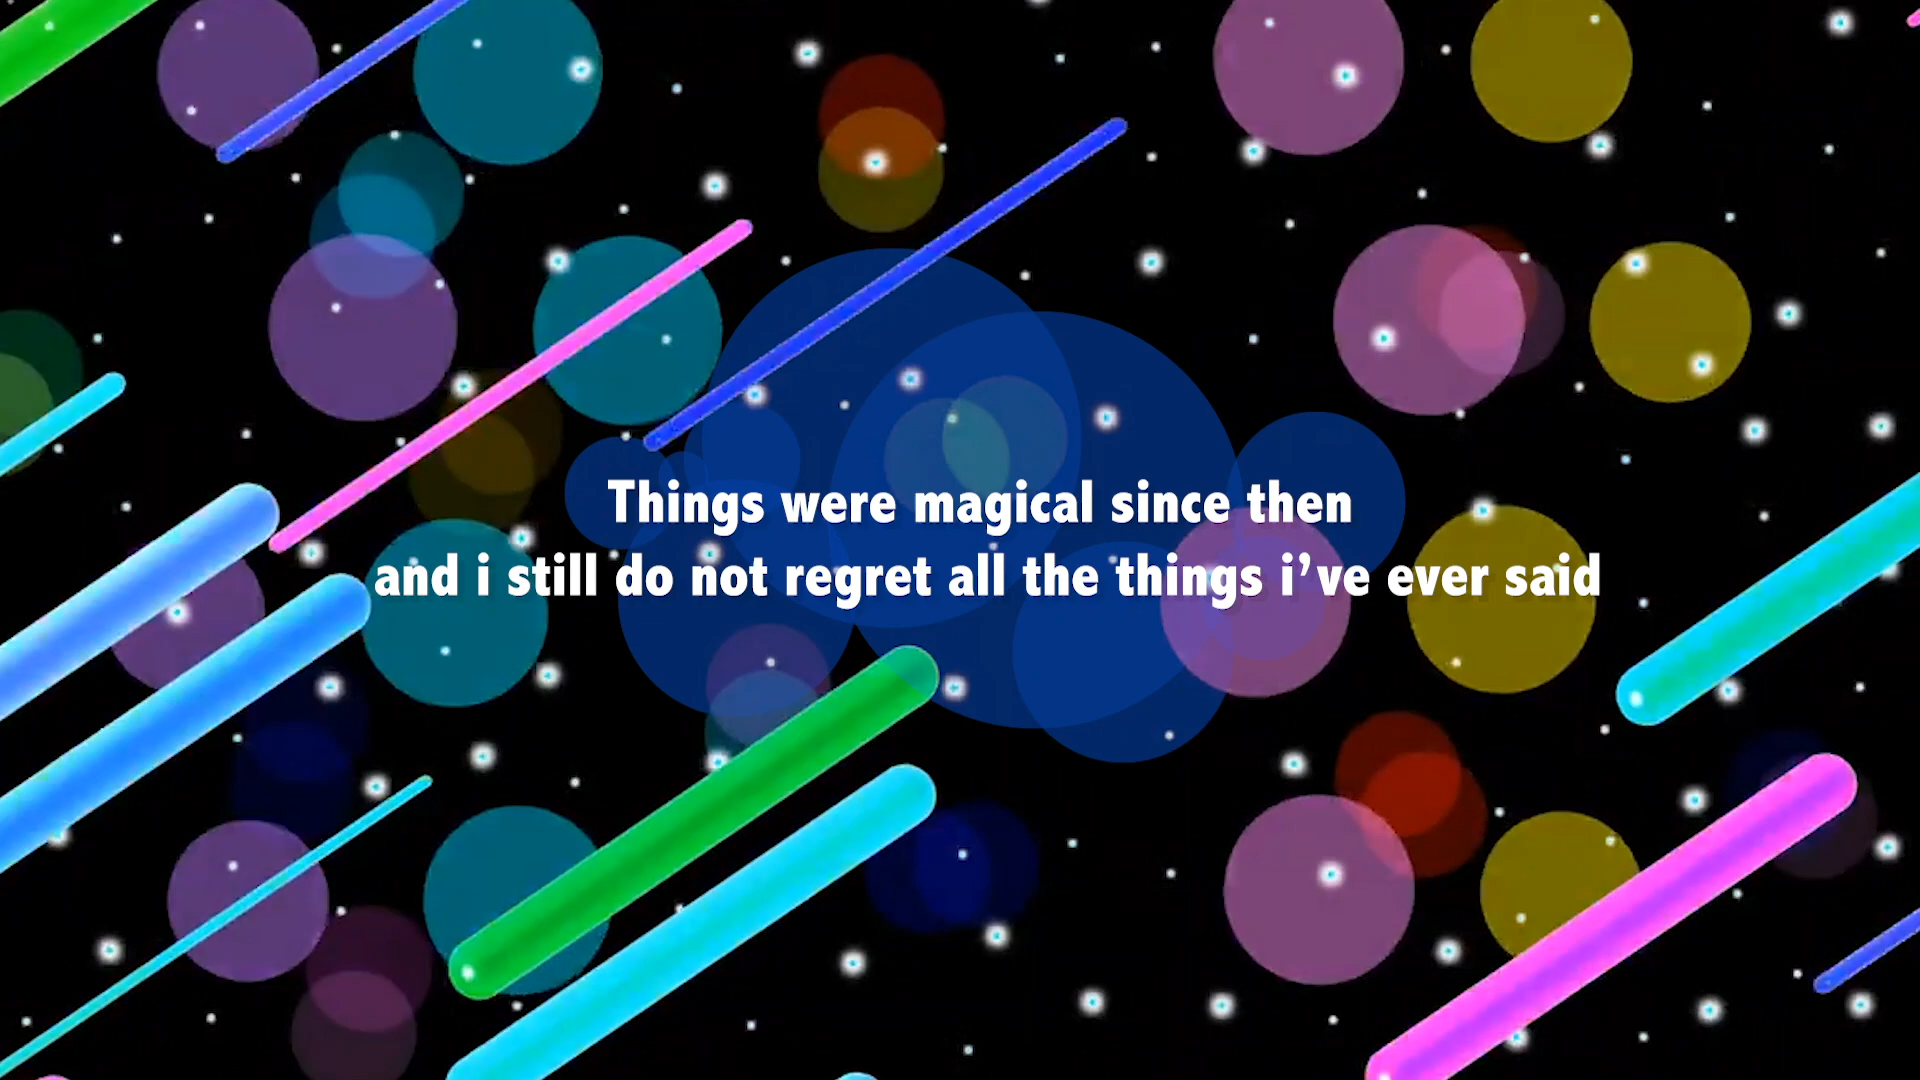 Things were magical since then
and i still do not regret all the things i’ve ever said